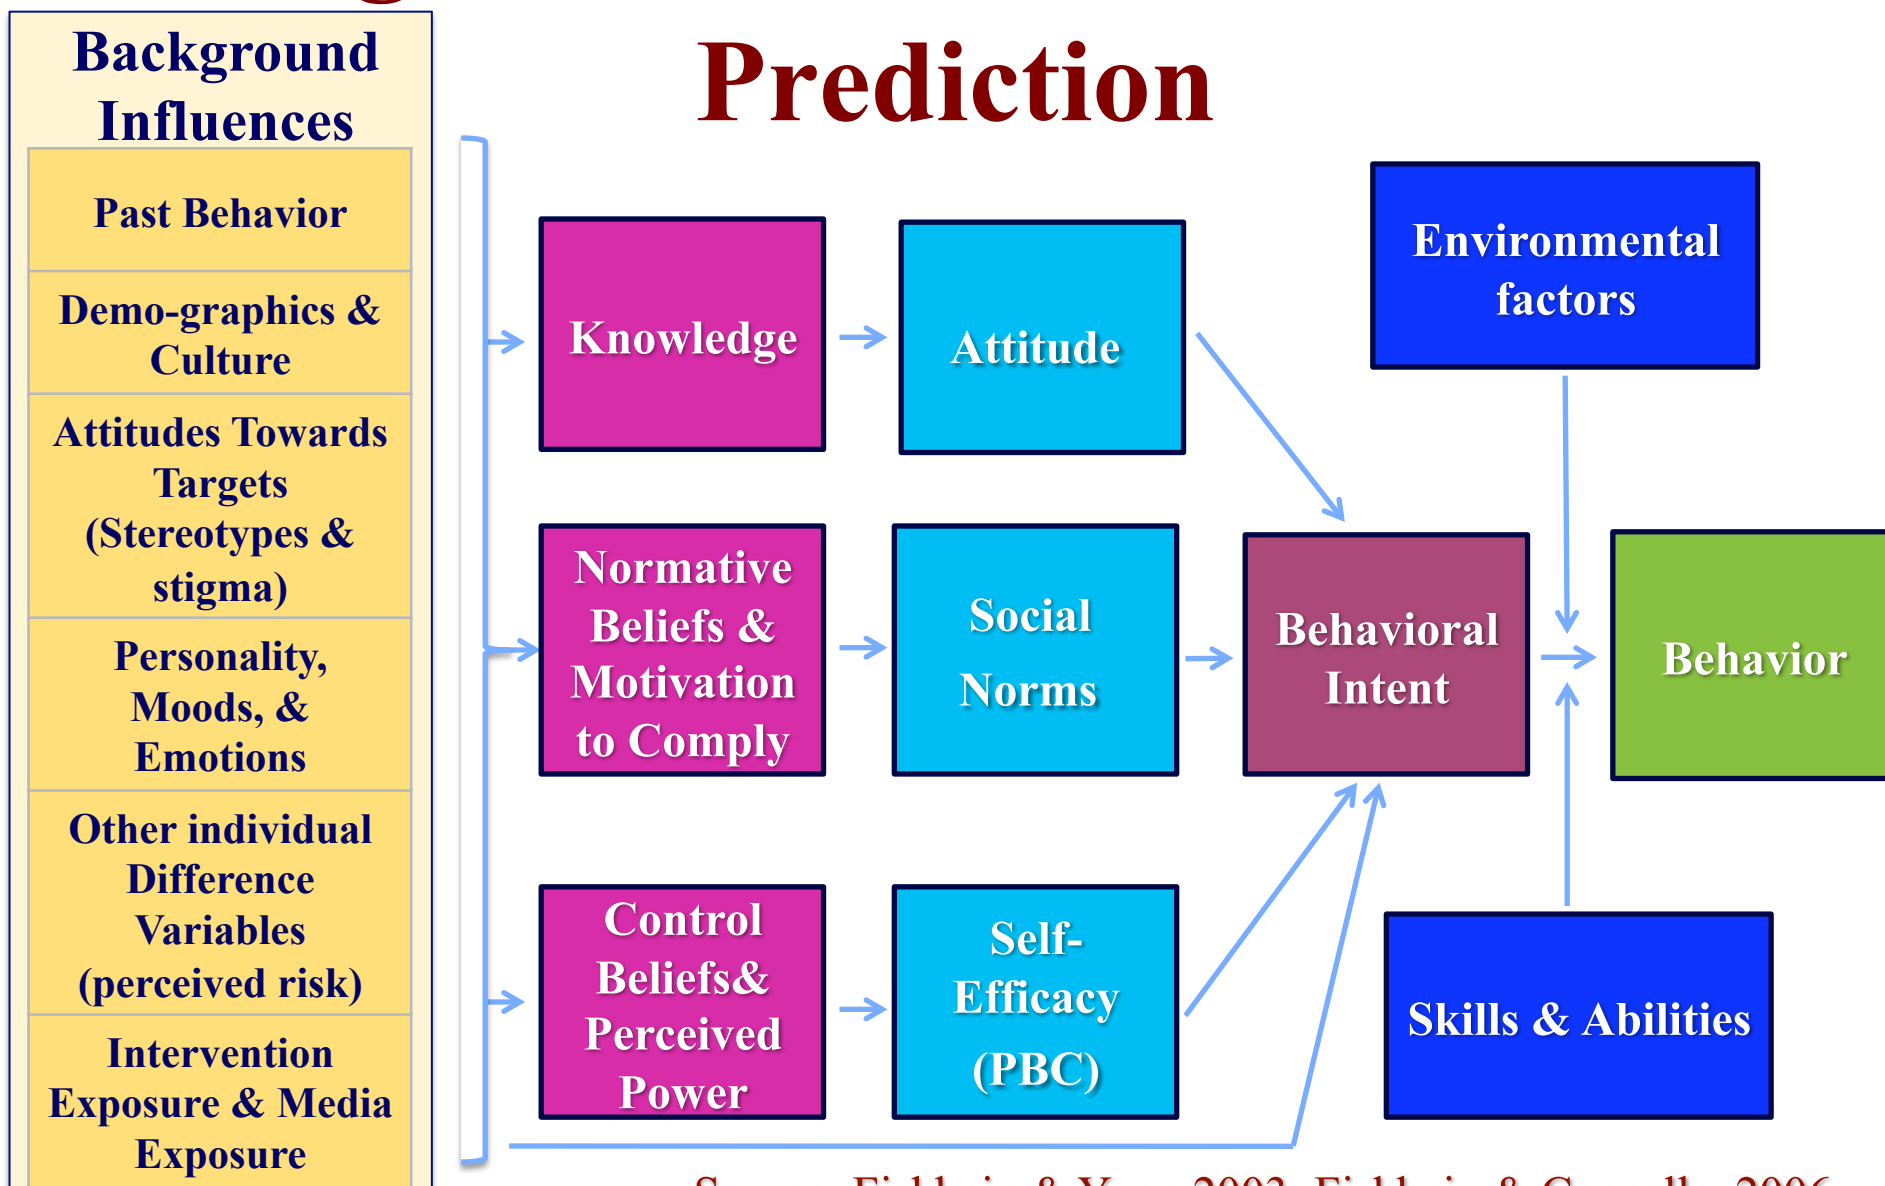 Prediction
Background
Influences
Past Behavior
Demo-graphics &
Culture
Attitudes Towards
Targets
(Stereotypes &
stigma)
Personality,
Moods, &
Emotions
Other individual
Difference
Variables
(perceived risk)
Intervention
Exposure & Media
Exposure
Knowledge
Attitude
Normative
Beliefs &
Motivation
to Comply
Social
Norms
Control
Beliefs&
Perceived
Power
Self-
Efficacy
(PBC)
Behavioral
Intent
Environmental
factors
Behavior
Skills & Abilities